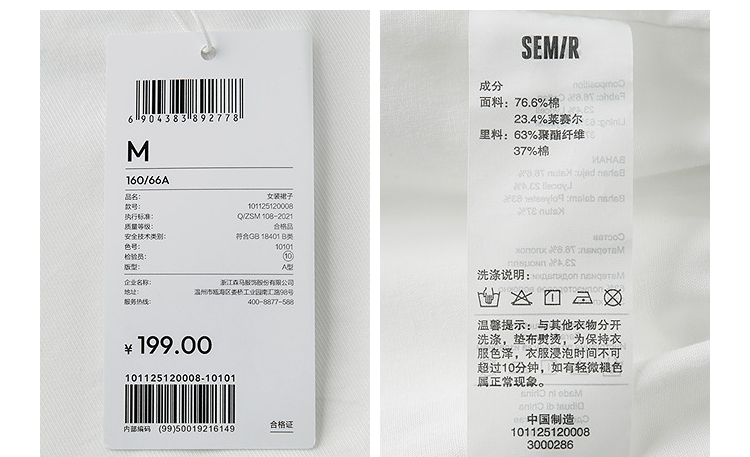 6904383892778
M
160/66A
品名: 女装裙子
款号: 101125120008
执行标准: Q/ZSM 108-2021
质量等级: 合格品
安全技术类别: 符合GB 18401 B类
色号: 10101
检验员: 10
版型: A型
企业名称: 浙江森马服饰股份有限公司
地址: 温州市瓯海区娄桥工业园南汇路98号
服务热线: 400-8877-588
¥ 199.00
101125120008-10101
内部编码 (99)50019216149
合格证
SEMIR
成分
面料: 76.6%棉
23.4%莱赛尔
里料: 63%聚酯纤维
37%棉
洗涤说明:
温馨提示: 与其他衣物分开
洗涤, 垫布熨烫, 为保持衣
服色泽, 衣服浸泡时间不可
超过10分钟, 如有轻微褪色
属正常现象。
中国制造
101125120008
3000286